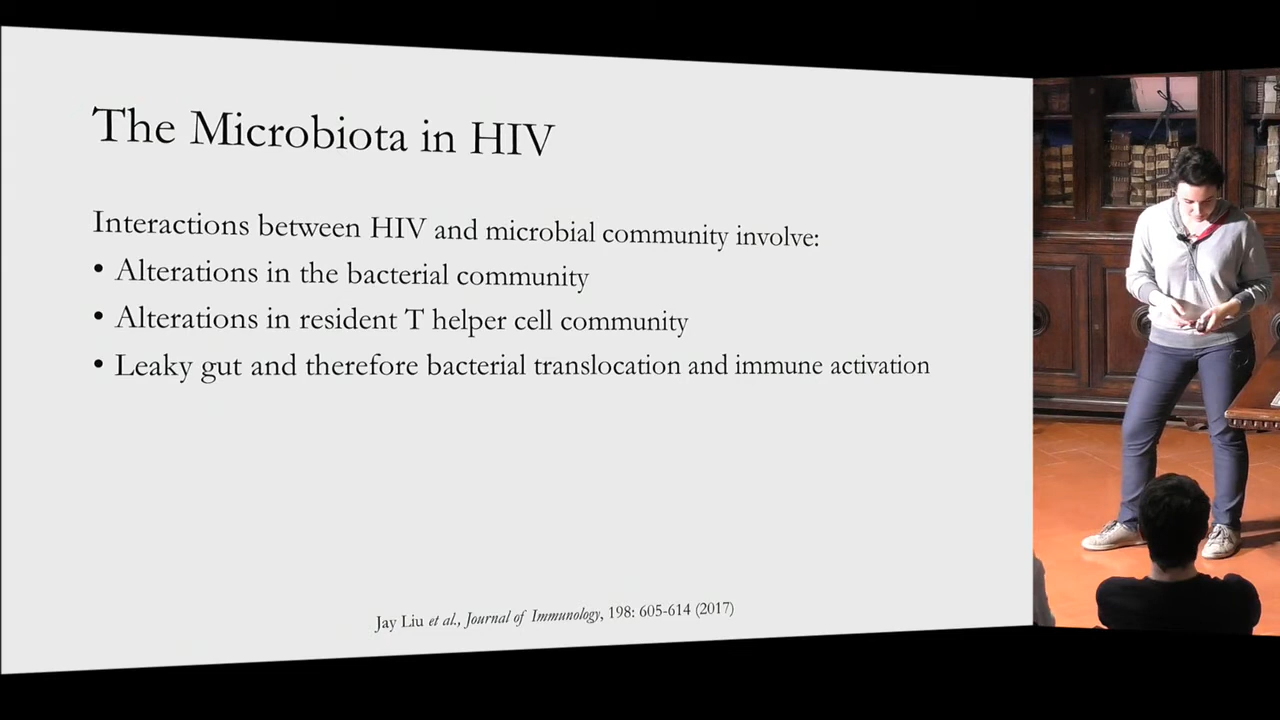 The Microbiota in HIV
Interactions between HIV and microbial community involve:
• Alterations in the bacterial community
• Alterations in resident T helper cell community
• Leaky gut and therefore bacterial translocation and immune activation
Jay Liu et al., Journal of Immunology, 198: 605-614 (2017)